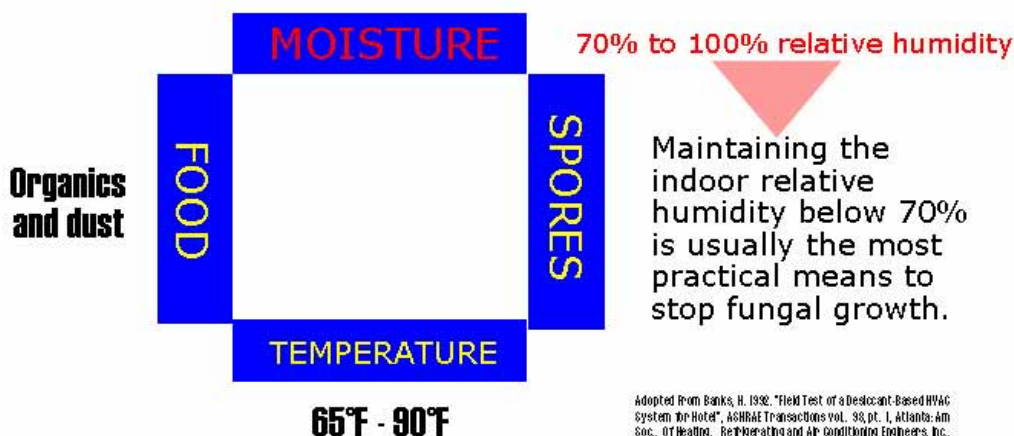 MOISTURE
70% to 100% relative humidity
FOOD
SPORES
Organics
and dust
Maintaining the
indoor relative
humidity below 70%
is usually the most
practical means to
stop fungal growth.
TEMPERATURE
65°F - 90°F
Adopted From Banks, H. 1992. "Field Test of a Desiccant-Based HVAC
System for Hotel", ASHRAE Transactions vol. 98, pt. 1, Atlanta: Am
Soc.. Of Heating, Refrigerating and Air Conditioning Engineers, Inc..